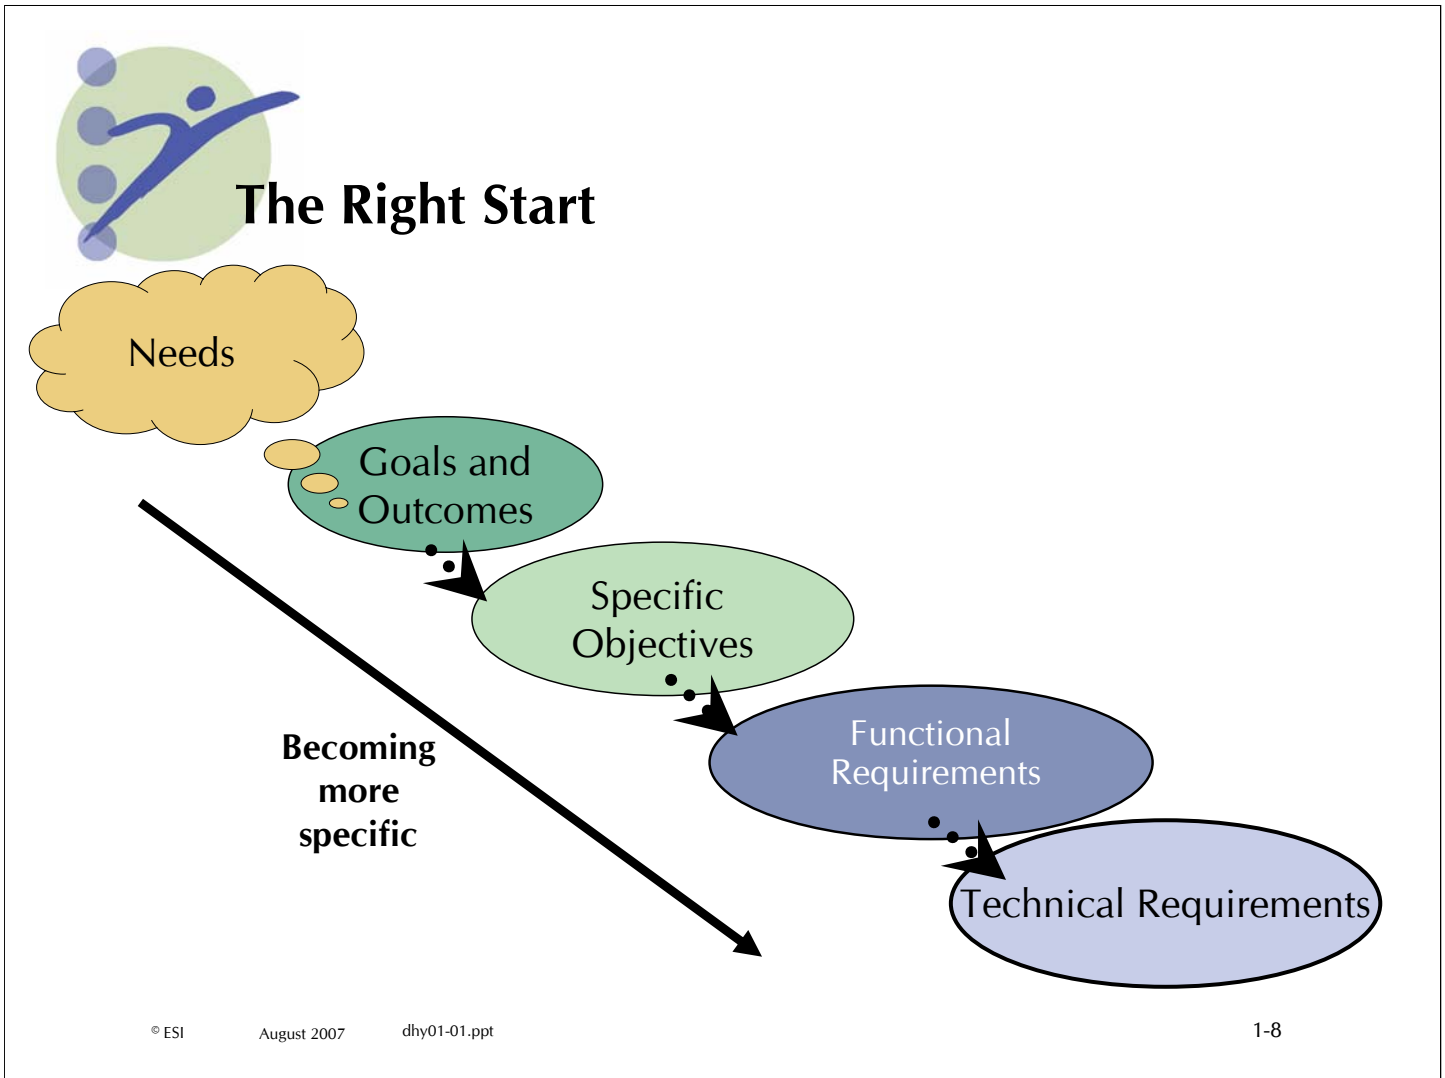 The Right Start
Needs
Goals and
Outcomes
Specific
Objectives
Functional
Requirements
Technical Requirements
Becoming
more
specific
© ESI August 2007 dhy01-01.ppt 1-8